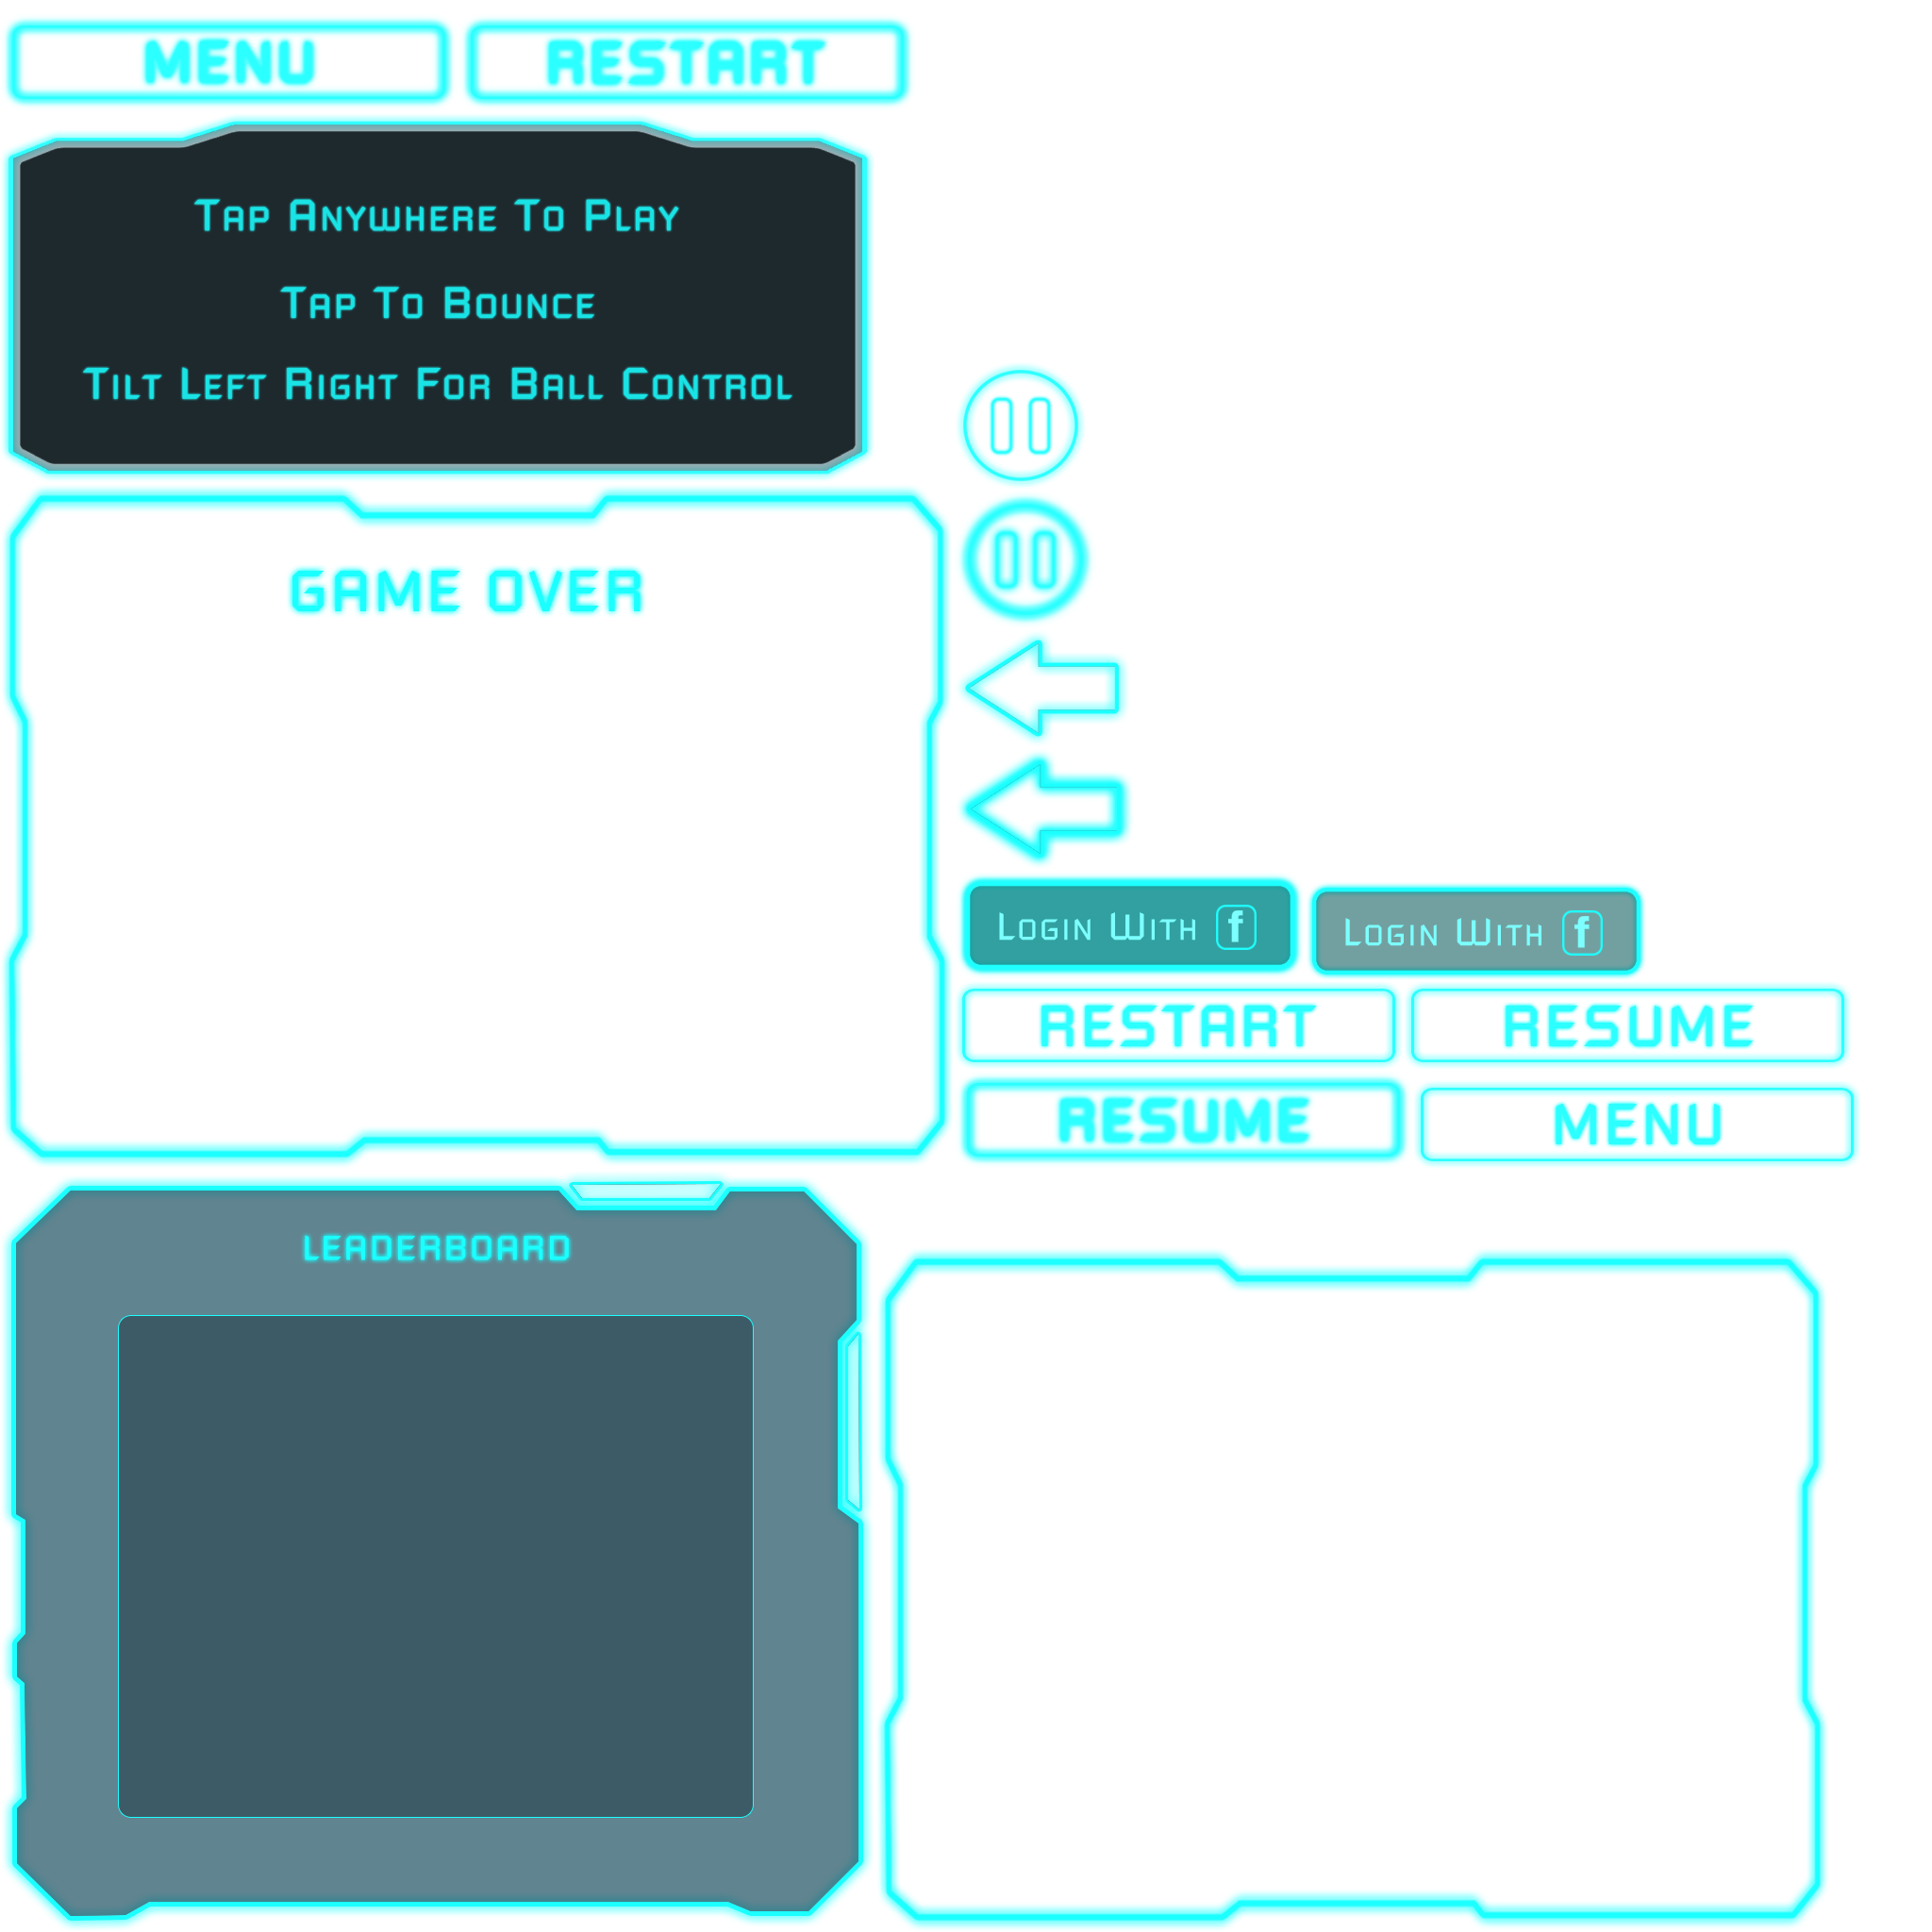 MENU
RESTART
Tap Anywhere To Play
Tap To Bounce
Tilt Left Right For Ball Control
GAME OVER
Login With f
Login With f
RESTART
RESUME
RESUME
MENU
LEADERBOARD